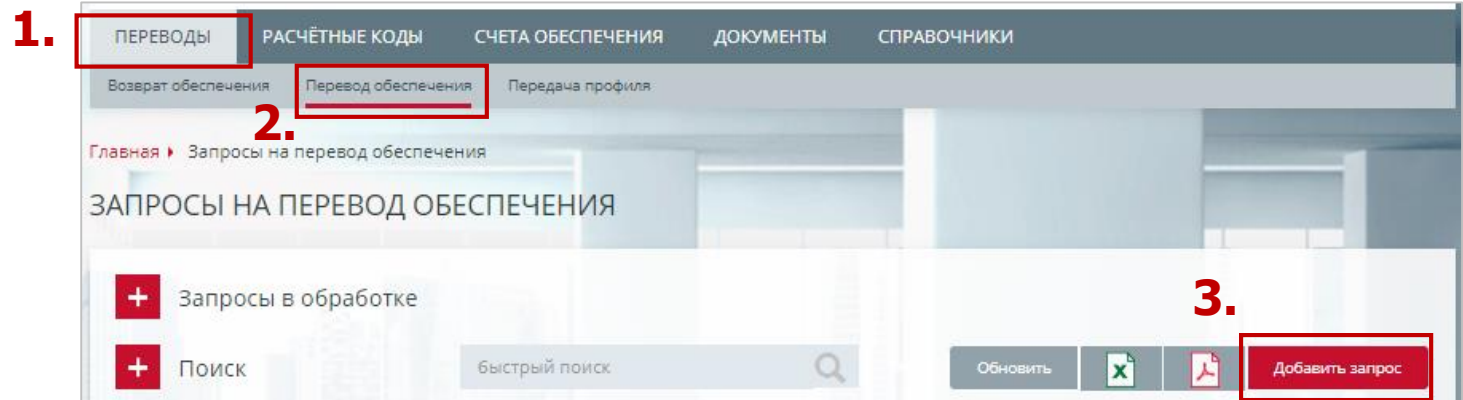 1. ПЕРЕВОДЫ РАСЧЁТНЫЕ КОДЫ СЧЕТА ОБЕСПЕЧЕНИЯ ДОКУМЕНТЫ СПРАВОЧНИКИ
Возврат обеспечения Перевод обеспечения Передача профиля
2.
Главная Запросы на перевод обеспечения
ЗАПРОСЫ НА ПЕРЕВОД ОБЕСПЕЧЕНИЯ
+ Запросы в обработке
3.
+ Поиск быстрый поиск Обновить X Добавить запрос